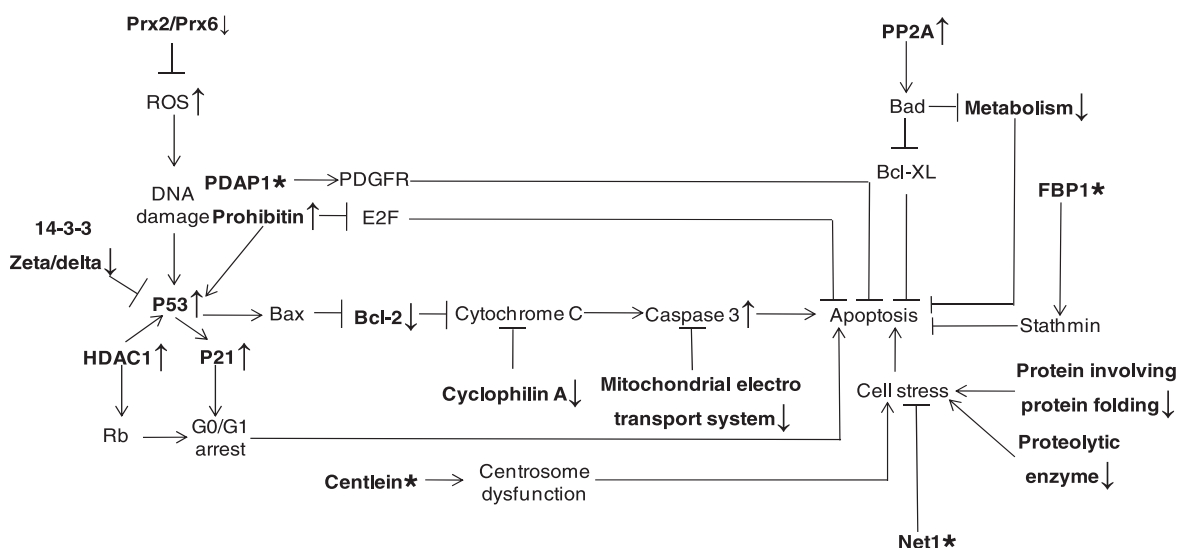 Prx2/Prx6↓
PP2A↑
ROS↑
Bad
Metabolism↓
Bcl-XL
DNA
damage
PDAP1*
PDGFR
FBP1*
Prohibitin↑
E2F
14-3-3
Zeta/delta↓
P53↑
Bax
Bcl-2↓
Cytochrome C
Caspase 3↑
Apoptosis
Stathmin
HDAC1↑
P21↑
Cyclophilin A↓
Mitochondrial electro
transport system↓
Cell stress
Protein involving
protein folding↓
Rb
G0/G1
arrest
Proteolytic
enzyme↓
Centlein*
Centrosome
dysfunction
Net1*